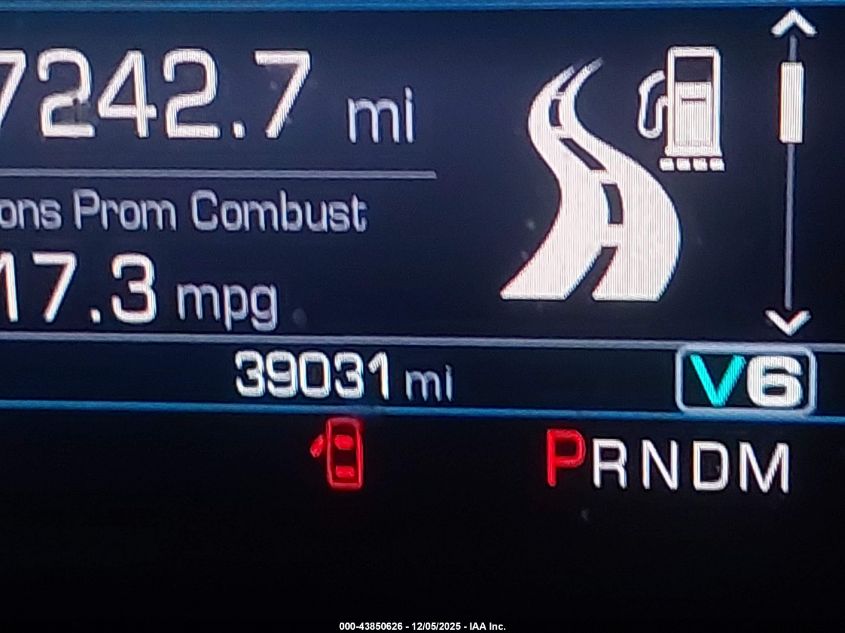 7242.7 mi
ons Prom Combust
17.3 mpg
39031 mi
V6
PRNDM
000-43850626 - 12/05/2025 - IAA Inc.